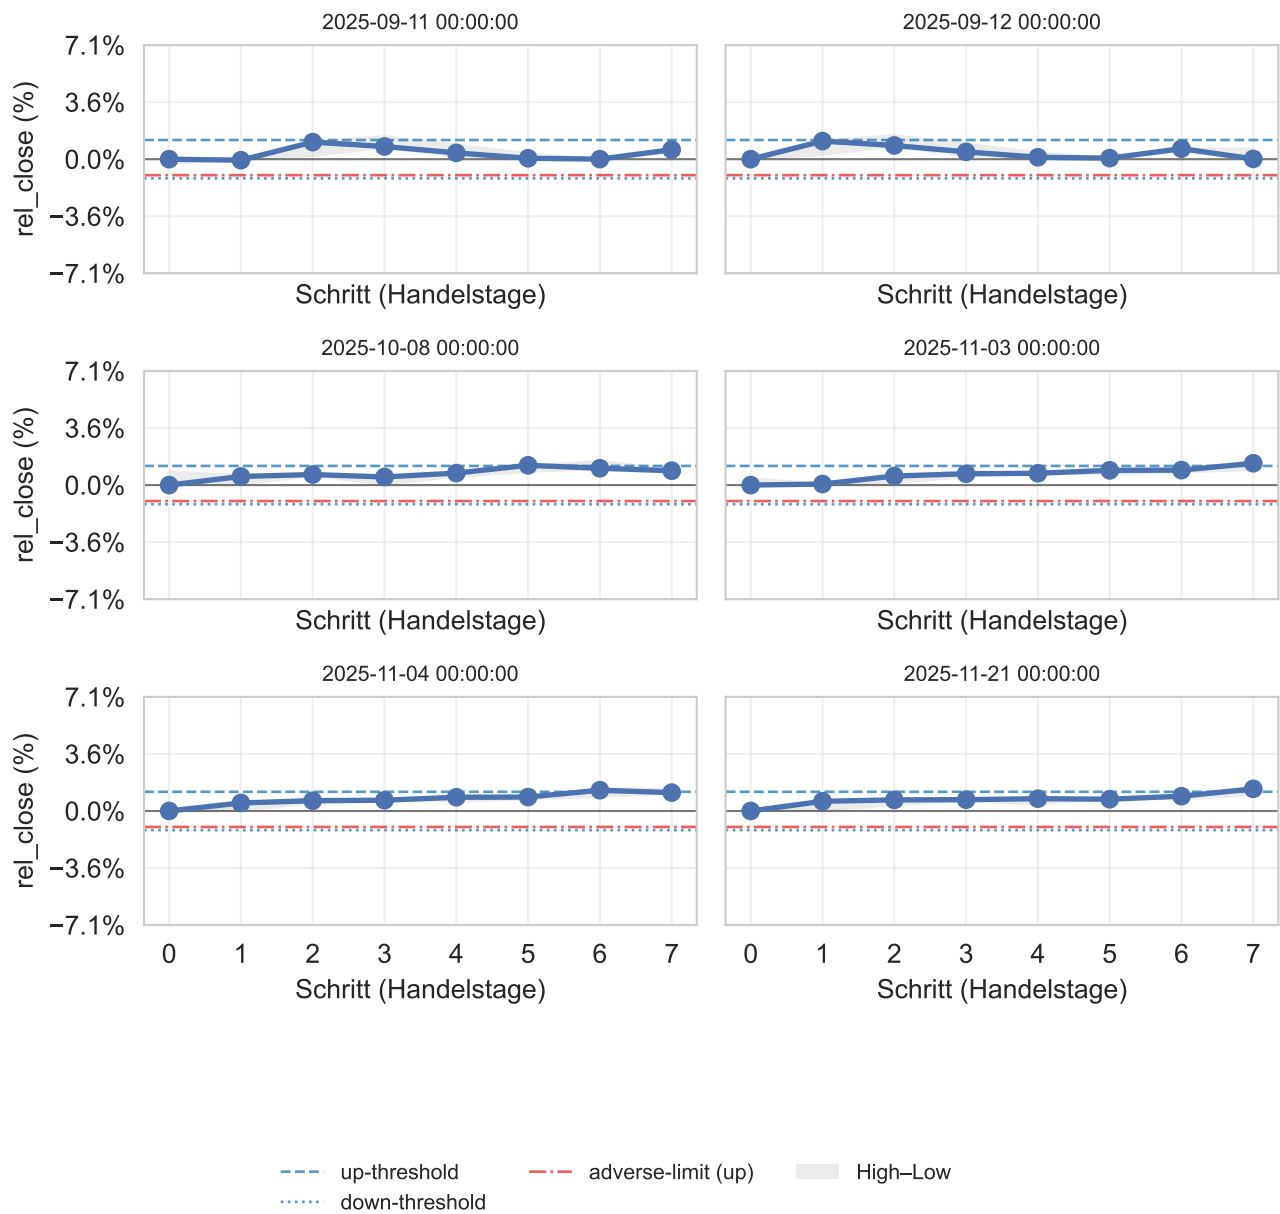 2025-09-11 00:00:00
2025-09-12 00:00:00
7.1%
3.6%
0.0%
−3.6%
−7.1%
rel_close (%)
Schritt (Handelstage)
Schritt (Handelstage)
2025-10-08 00:00:00
2025-11-03 00:00:00
7.1%
3.6%
0.0%
−3.6%
−7.1%
rel_close (%)
Schritt (Handelstage)
Schritt (Handelstage)
2025-11-04 00:00:00
2025-11-21 00:00:00
7.1%
3.6%
0.0%
−3.6%
−7.1%
rel_close (%)
0 1 2 3 4 5 6 7
0 1 2 3 4 5 6 7
Schritt (Handelstage)
Schritt (Handelstage)
up-threshold
down-threshold
adverse-limit (up)
High–Low